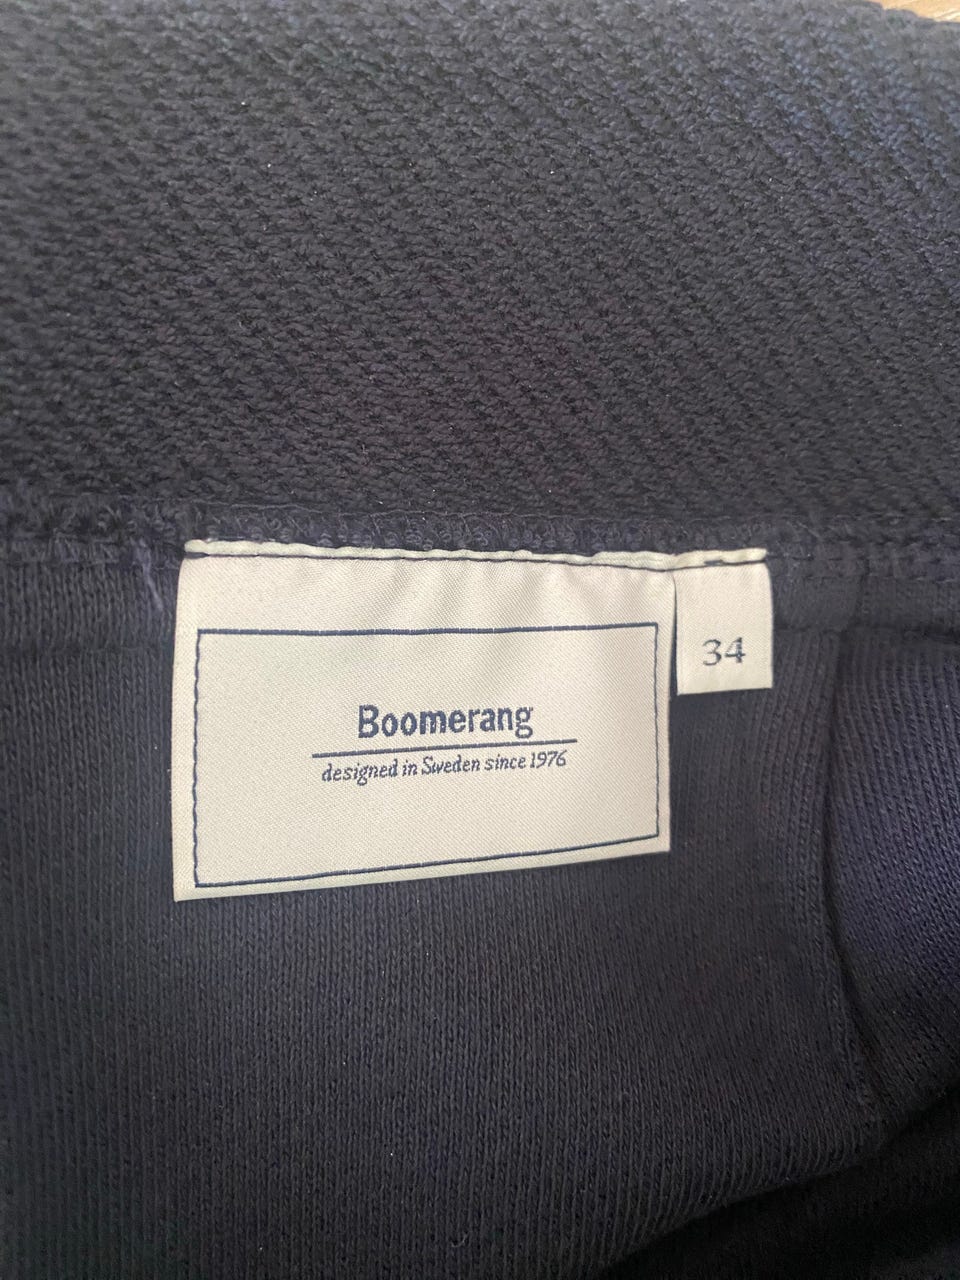 Boomerang
designed in Sweden since 1976
34